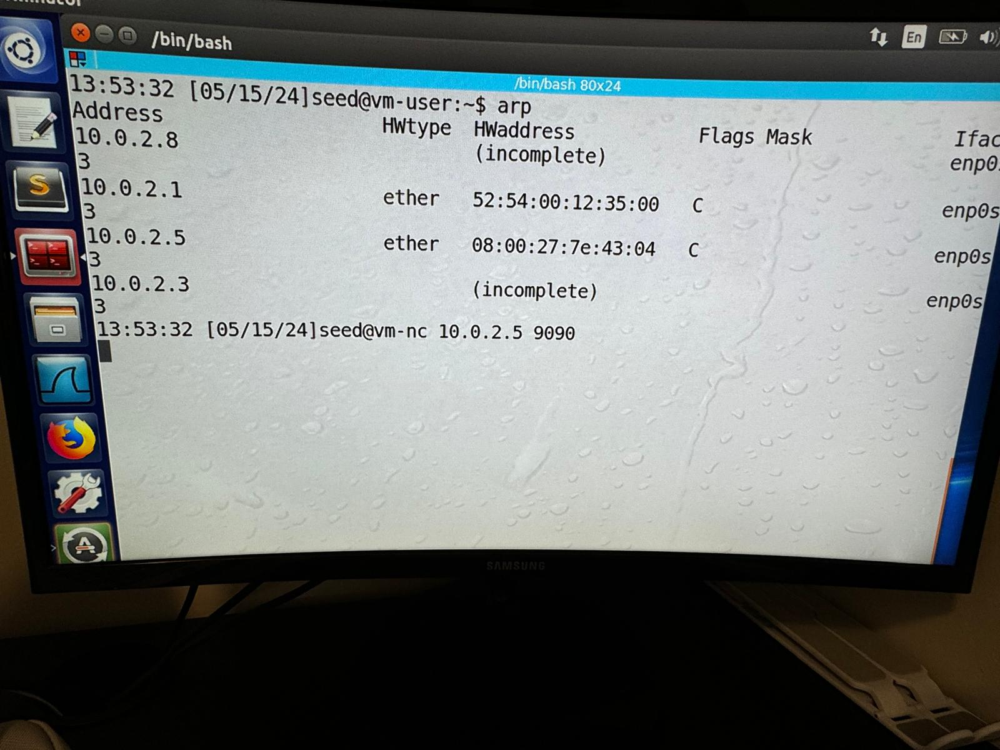 /bin/bash
En
/bin/bash 80x24
13:53:32 [05/15/24]seed@vm-user:~$ arp
Address HWtype HWaddress Flags Mask Ifac
10.0.2.8 (incomplete) enp0s
3
10.0.2.1 ether 52:54:00:12:35:00 C enp0s
3
10.0.2.5 ether 08:00:27:7e:43:04 C enp0s
3
10.0.2.3 (incomplete) enp0s
3
13:53:32 [05/15/24]seed@vm-nc 10.0.2.5 9090
SAMSUNG